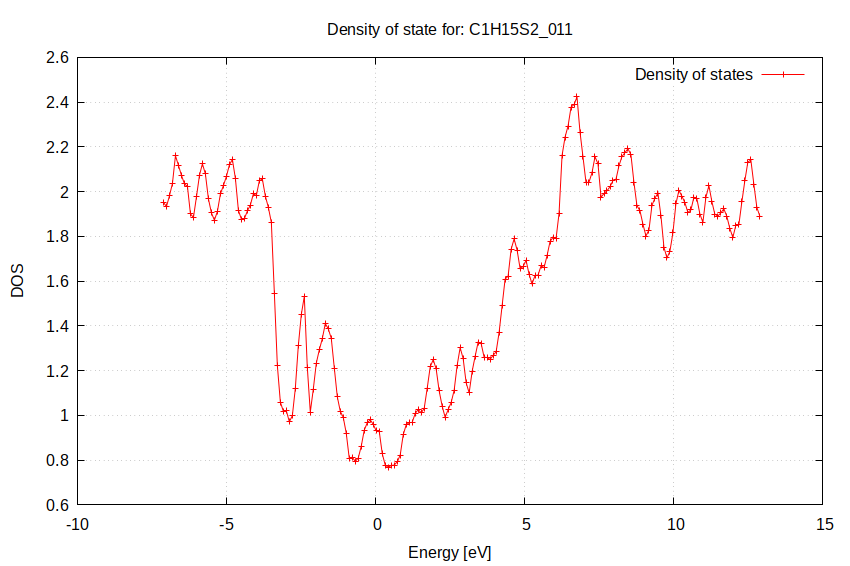 Density of state for: C1H15S2_011
Density of states
2.6
2.4
2.2
2
1.8
1.6
1.4
1.2
1
0.8
0.6
DOS
-10 -5 0 5 10 15
Energy [eV]